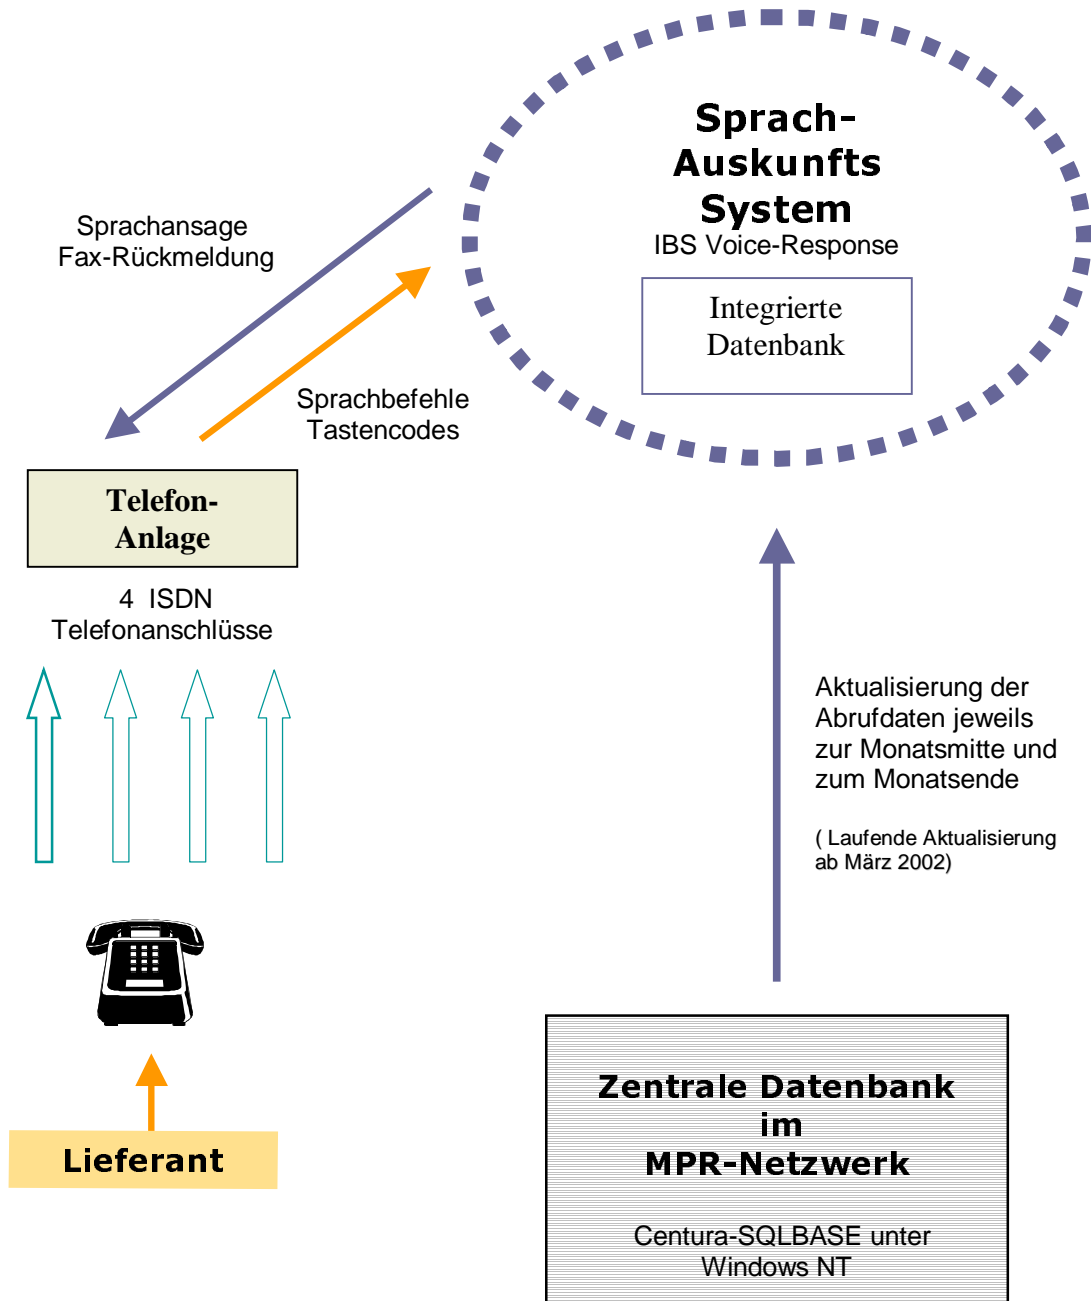 Sprach-
Auskunfts
System
IBS Voice-Response
Integrierte
Datenbank
Sprachansage
Fax-Rückmeldung
Sprachbefehle
Tastencodes
Telefon-
Anlage
4 ISDN
Telefonanschlüsse
Aktualisierung der
Abrufdaten jeweils
zur Monatsmitte und
zum Monatsende
( Laufende Aktualisierung
ab März 2002)
Lieferant
Zentrale Datenbank
im
MPR-Netzwerk
Centura-SQLBASE unter
Windows NT